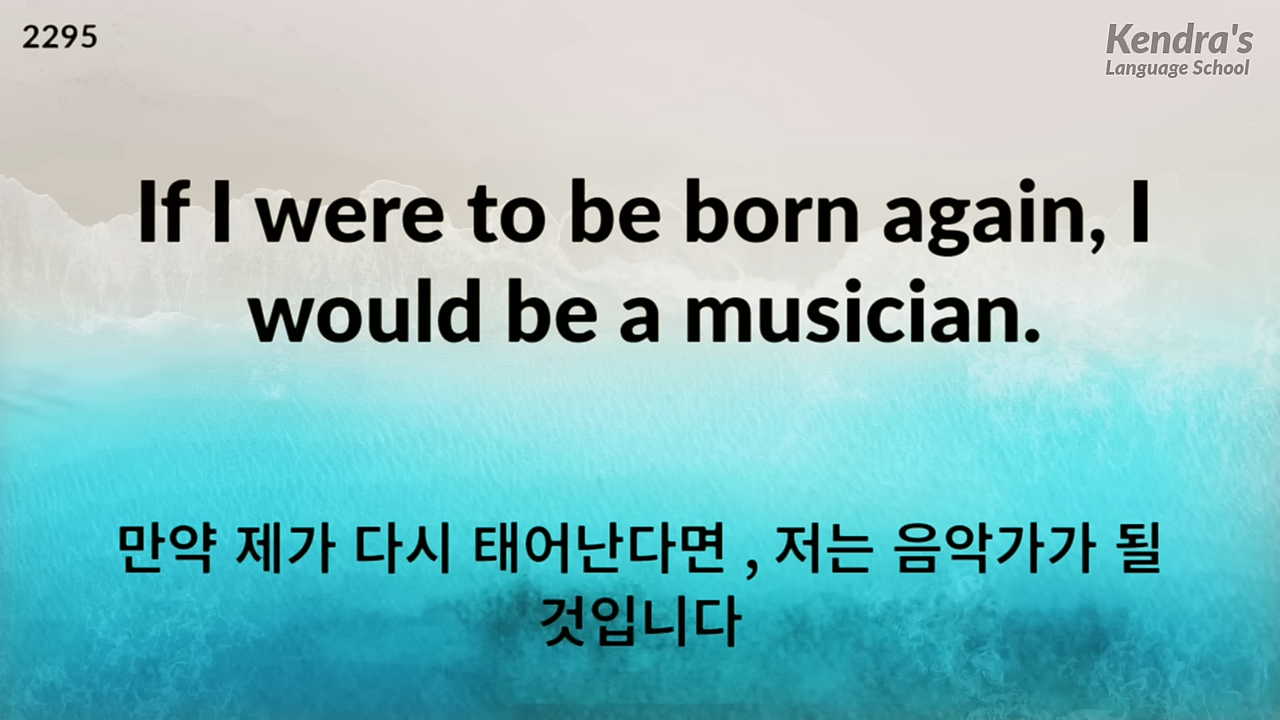 2295
Kendra's
Language School
If I were to be born again, I
would be a musician.
만약 제가 다시 태어난다면 , 저는 음악가가 될
것입니다